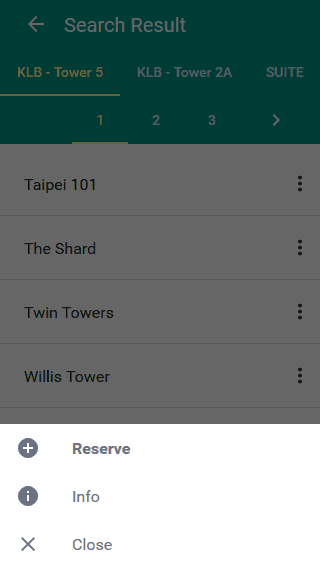 Search Result
KLB - Tower 5 KLB - Tower 2A SUITE
1 2 3
Taipei 101
The Shard
Twin Towers
Willis Tower
Reserve
Info
Close